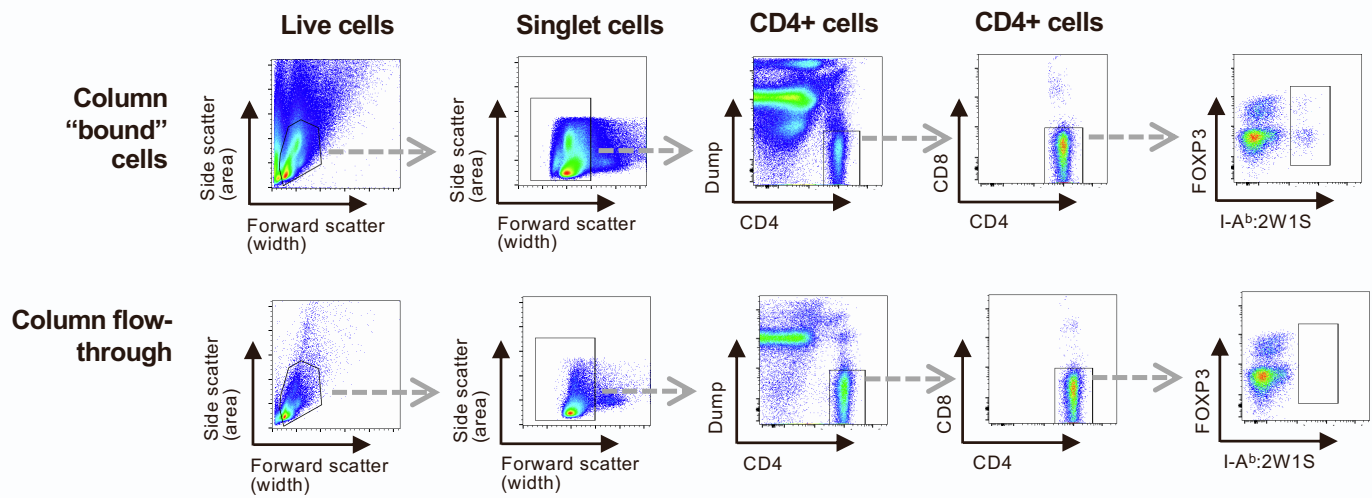 Live cells
Singlet cells
CD4+ cells
CD4+ cells
Column
“bound”
cells
Side scatter
(area)
Forward scatter
(width)
Side scatter
(area)
Forward scatter
(width)
Dump
CD4
CD8
CD4
FOXP3
I-Aᵇ:2W1S
Column flow-
through
Side scatter
(area)
Forward scatter
(width)
Side scatter
(area)
Forward scatter
(width)
Dump
CD4
CD8
CD4
FOXP3
I-Aᵇ:2W1S